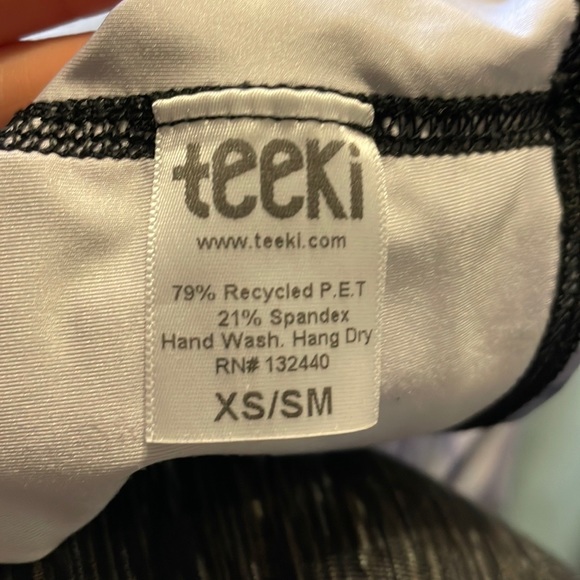 teeki
www.teeki.com
79% Recycled P.E.T
21% Spandex
Hand Wash. Hang Dry
RN# 132440
XS/SM